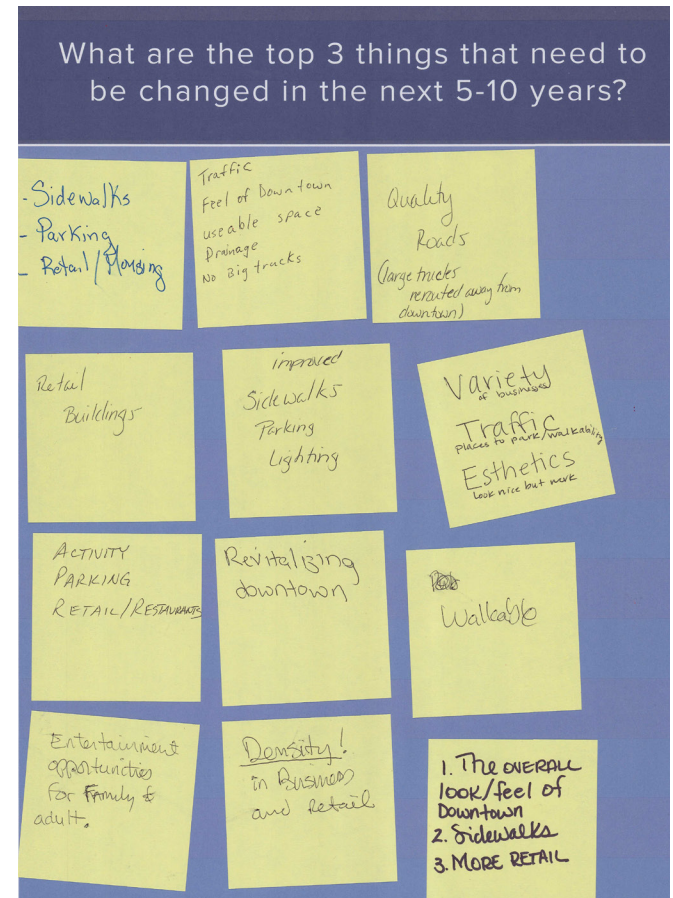 What are the top 3 things that need to
be changed in the next 5-10 years?
- Sidewalks
- Parking
- Retail/Housing
Traffic
Feel of Downtown
useable space
Drainage
No Big trucks
Quality
Roads
(large trucks
rerouted away from
downtown)
Retail
Buildings
improved
Sidewalks
Parking
Lighting
Variety
of businesses
Traffic
places to park/walkability
Esthetics
Look nice but work
ACTIVITY
PARKING
RETAIL/RESTAURANTS
Revitalizing
downtown
Walkable
Entertainment
opportunities
for Family &
adult.
Density!
in Business
and Retail
1. The OVERALL
look/feel of
Downtown
2. Sidewalks
3. MORE RETAIL